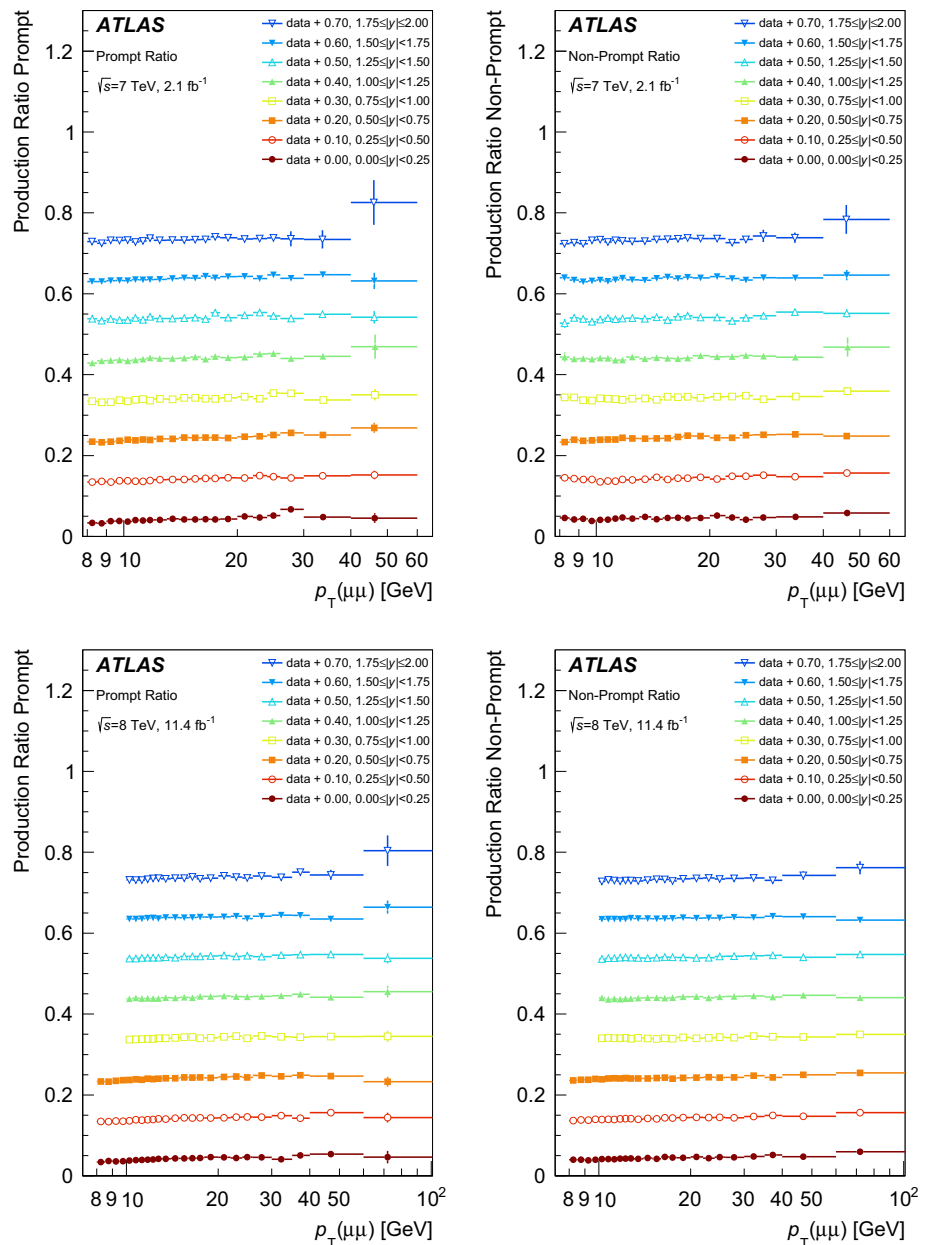 Production Ratio Prompt
ATLAS
Prompt Ratio
√s=7 TeV, 2.1 fb⁻¹
data + 0.70, 1.75≤|y|≤2.00
data + 0.60, 1.50≤|y|<1.75
data + 0.50, 1.25≤|y|<1.50
data + 0.40, 1.00≤|y|<1.25
data + 0.30, 0.75≤|y|<1.00
data + 0.20, 0.50≤|y|<0.75
data + 0.10, 0.25≤|y|<0.50
data + 0.00, 0.00≤|y|<0.25
1.2
1
0.8
0.6
0.4
0.2
0
8 9 10 20 30 40 50 60
p_T(μμ) [GeV]
Production Ratio Non-Prompt
ATLAS
Non-Prompt Ratio
√s=7 TeV, 2.1 fb⁻¹
data + 0.70, 1.75≤|y|≤2.00
data + 0.60, 1.50≤|y|<1.75
data + 0.50, 1.25≤|y|<1.50
data + 0.40, 1.00≤|y|<1.25
data + 0.30, 0.75≤|y|<1.00
data + 0.20, 0.50≤|y|<0.75
data + 0.10, 0.25≤|y|<0.50
data + 0.00, 0.00≤|y|<0.25
1.2
1
0.8
0.6
0.4
0.2
0
8 9 10 20 30 40 50 60
p_T(μμ) [GeV]
Production Ratio Prompt
ATLAS
Prompt Ratio
√s=8 TeV, 11.4 fb⁻¹
data + 0.70, 1.75≤|y|≤2.00
data + 0.60, 1.50≤|y|<1.75
data + 0.50, 1.25≤|y|<1.50
data + 0.40, 1.00≤|y|<1.25
data + 0.30, 0.75≤|y|<1.00
data + 0.20, 0.50≤|y|<0.75
data + 0.10, 0.25≤|y|<0.50
data + 0.00, 0.00≤|y|<0.25
1.2
1
0.8
0.6
0.4
0.2
0
8 9 10 20 30 40 50 10²
p_T(μμ) [GeV]
Production Ratio Non-Prompt
ATLAS
Non-Prompt Ratio
√s=8 TeV, 11.4 fb⁻¹
data + 0.70, 1.75≤|y|≤2.00
data + 0.60, 1.50≤|y|<1.75
data + 0.50, 1.25≤|y|<1.50
data + 0.40, 1.00≤|y|<1.25
data + 0.30, 0.75≤|y|<1.00
data + 0.20, 0.50≤|y|<0.75
data + 0.10, 0.25≤|y|<0.50
data + 0.00, 0.00≤|y|<0.25
1.2
1
0.8
0.6
0.4
0.2
0
8 9 10 20 30 40 50 10²
p_T(μμ) [GeV]